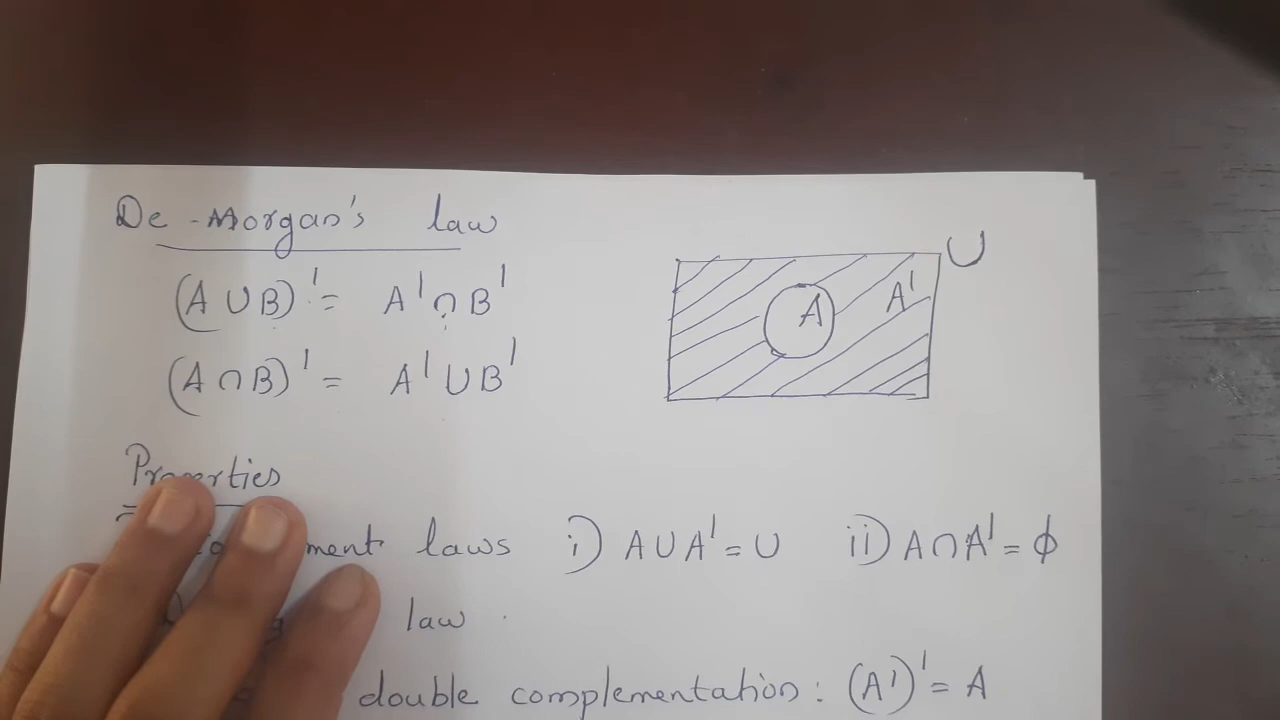 De-Morgan's law
(A ∪ B)' = A' ∩ B'
(A ∩ B)' = A' ∪ B'
U
A
A'
Properties
laws i) A ∪ A' = U ii) A ∩ A' = φ
law
double complementation: (A')' = A